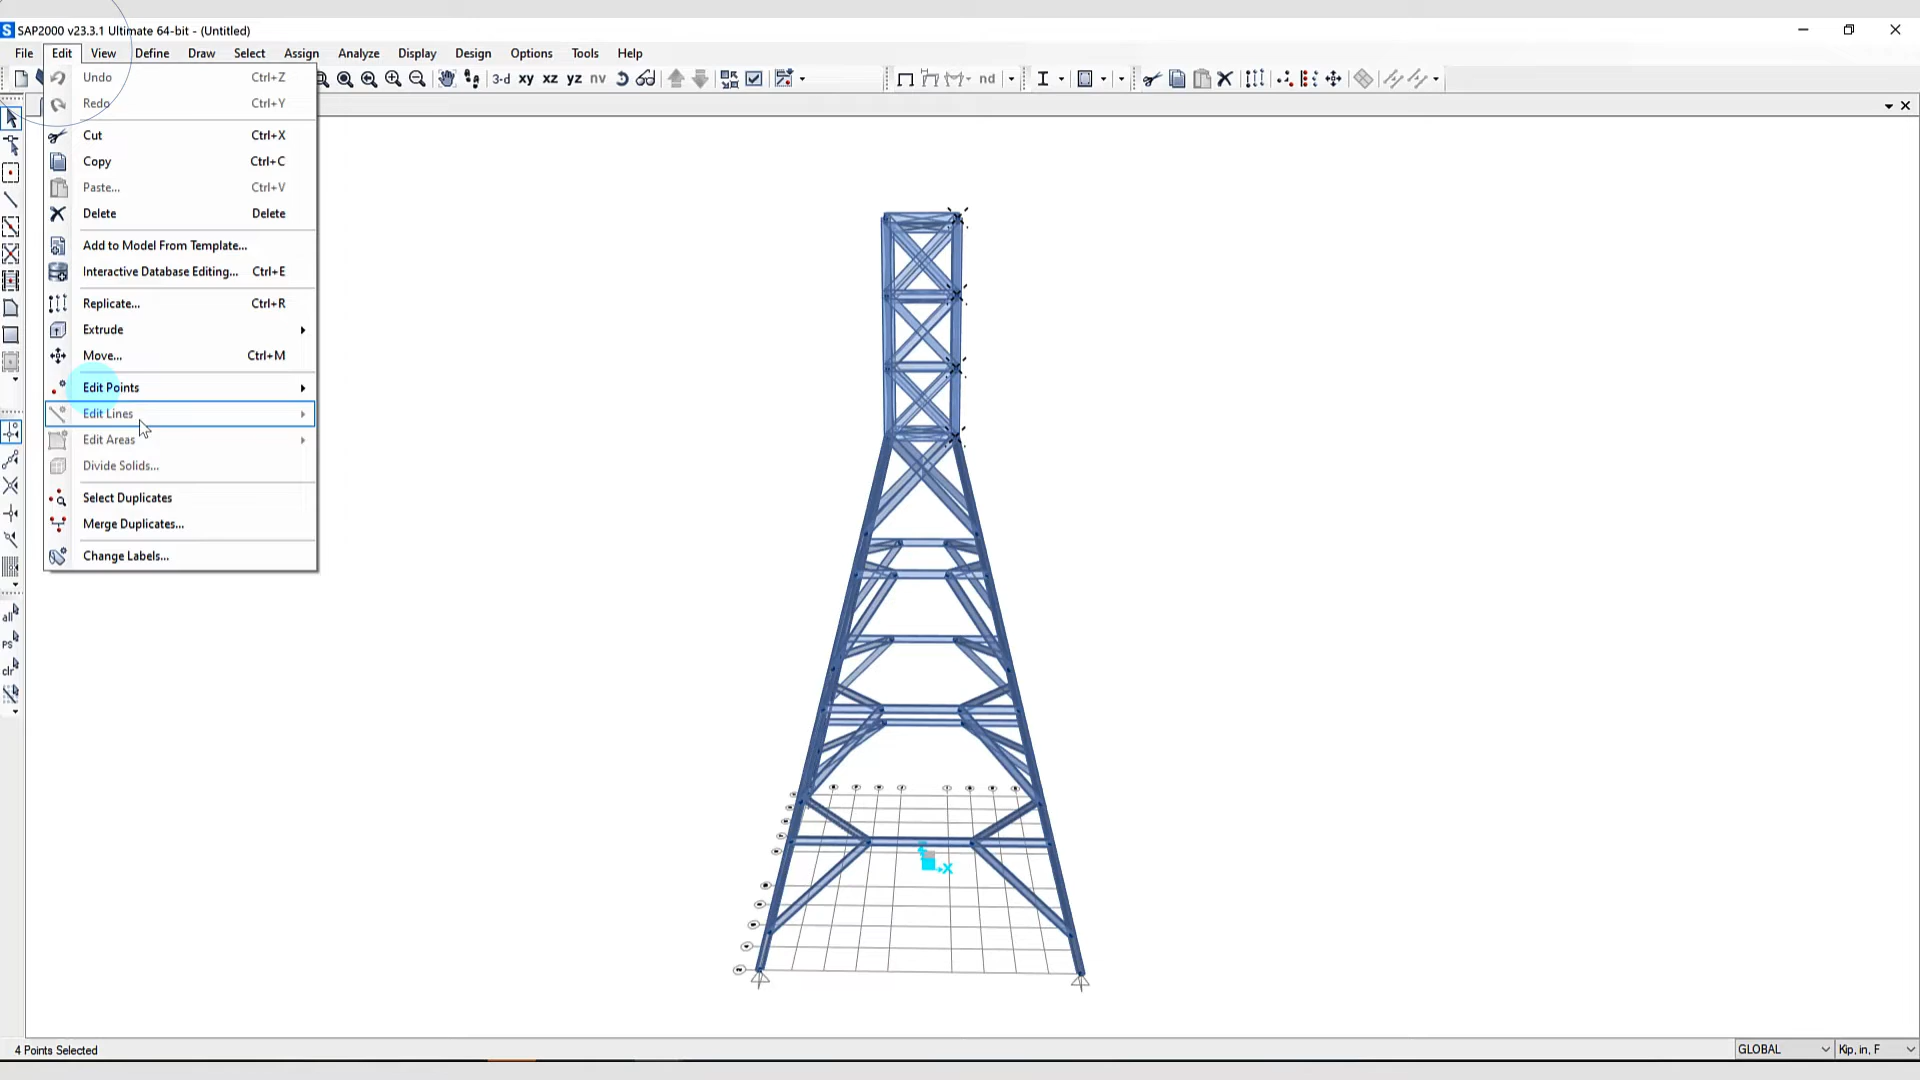 SAP2000 v23.3.1 Ultimate 64-bit - (Untitled)
File Edit View Define Draw Select Assign Analyze Display Design Options Tools Help
3-d xy xz yz nv nd
Undo Ctrl+Z
Redo Ctrl+Y
Cut Ctrl+X
Copy Ctrl+C
Paste... Ctrl+V
Delete Delete
Add to Model From Template...
Interactive Database Editing... Ctrl+E
Replicate... Ctrl+R
Extrude
Move... Ctrl+M
Edit Points
Edit Lines
Edit Areas
Divide Solids...
Select Duplicates
Merge Duplicates...
Change Labels...
all
PS
clr
X
4 Points Selected
GLOBAL
Kip, in, F